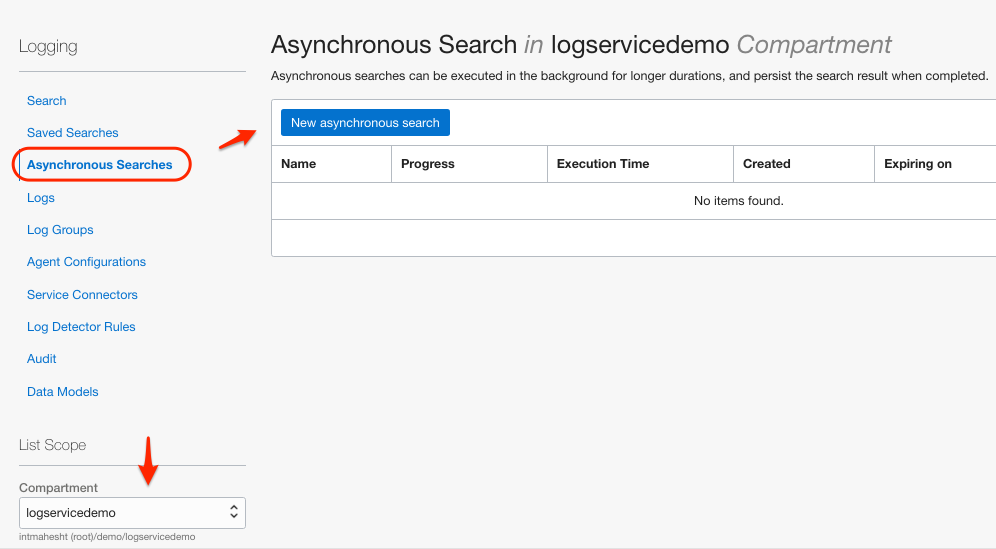 Logging
Search
Saved Searches
Asynchronous Searches
Logs
Log Groups
Agent Configurations
Service Connectors
Log Detector Rules
Audit
Data Models
List Scope
Compartment
logservicedemo
intmahesht (root)/demo/logservicedemo
Asynchronous Search in logservicedemo Compartment
Asynchronous searches can be executed in the background for longer durations, and persist the search result when completed.
New asynchronous search
Name Progress Execution Time Created Expiring on
No items found.